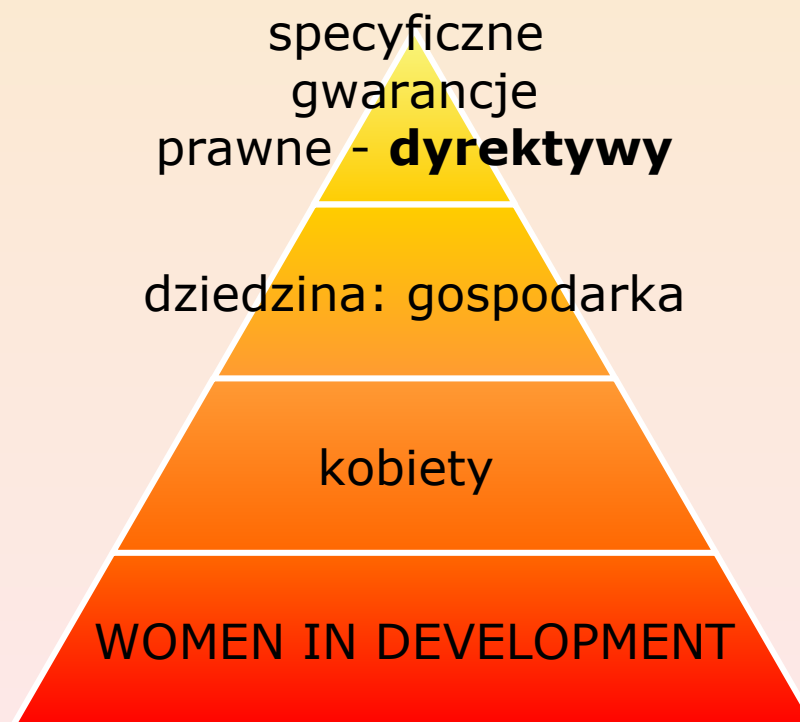 specyficzne
gwarancje
prawne - dyrektywy
dziedzina: gospodarka
kobiety
WOMEN IN DEVELOPMENT